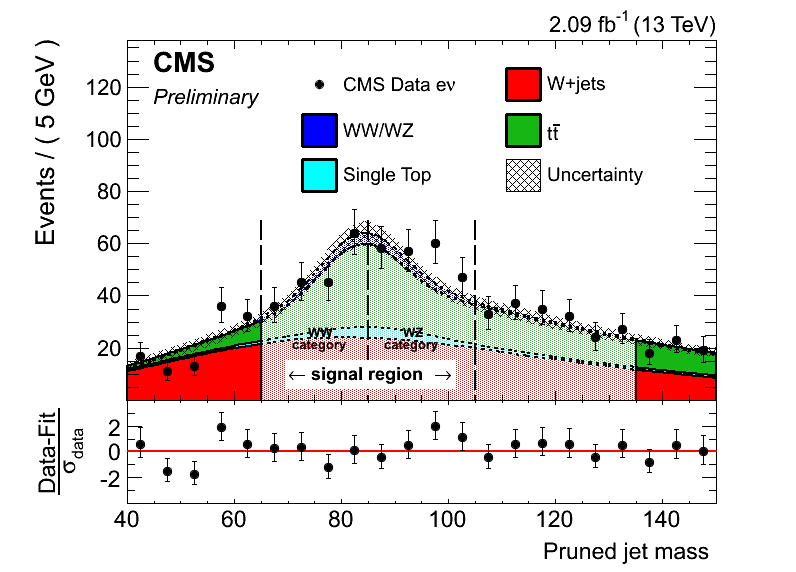 2.09 fb⁻¹ (13 TeV)
Events / ( 5 GeV )
CMS
Preliminary
CMS Data eν
W+jets
WW/WZ
tt̄
Single Top
Uncertainty
120
100
80
60
40
20
WW category
WZ category
← signal region →
Data-Fit
σdata
2
0
-2
40 60 80 100 120 140
Pruned jet mass